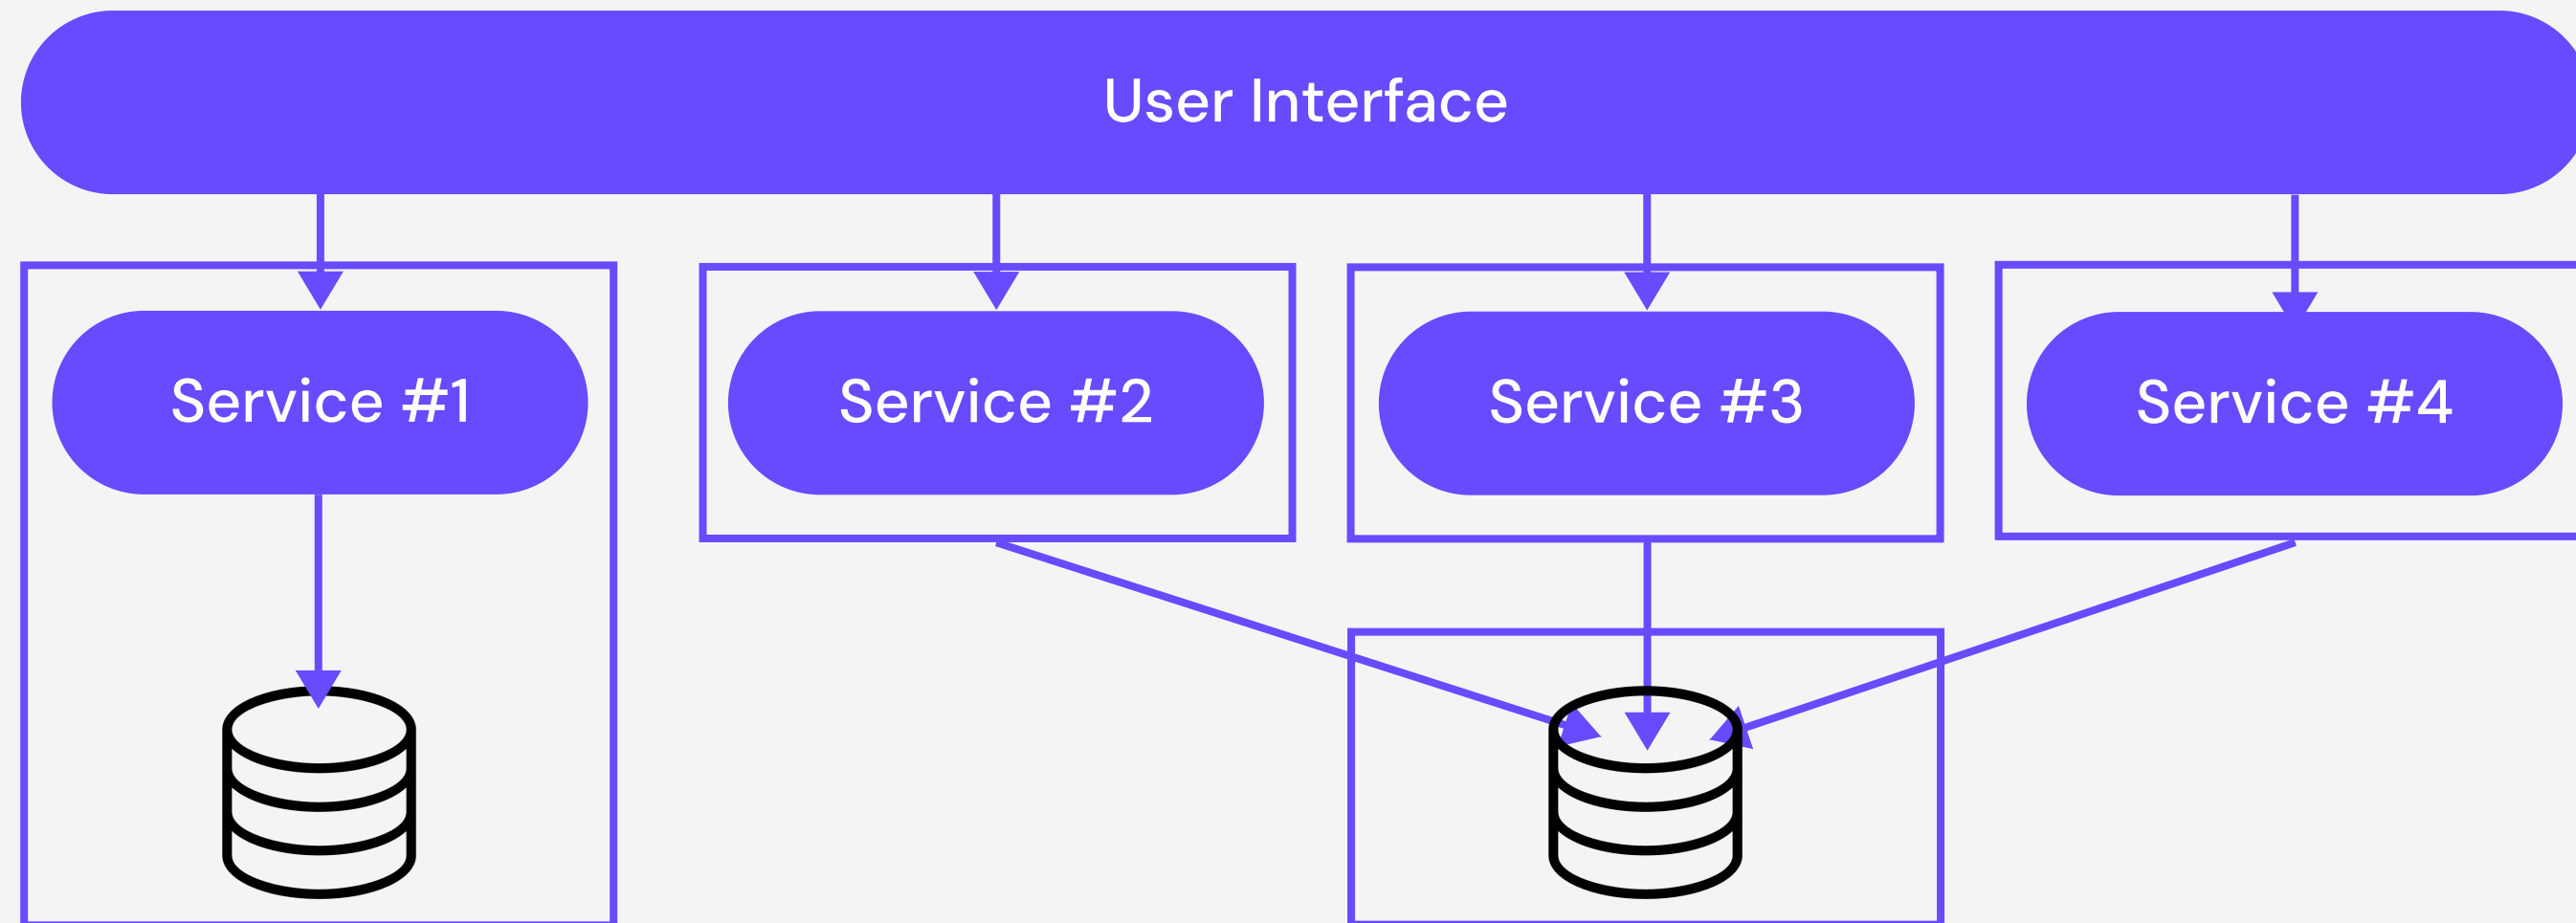 User Interface
Service #1
Service #2
Service #3
Service #4